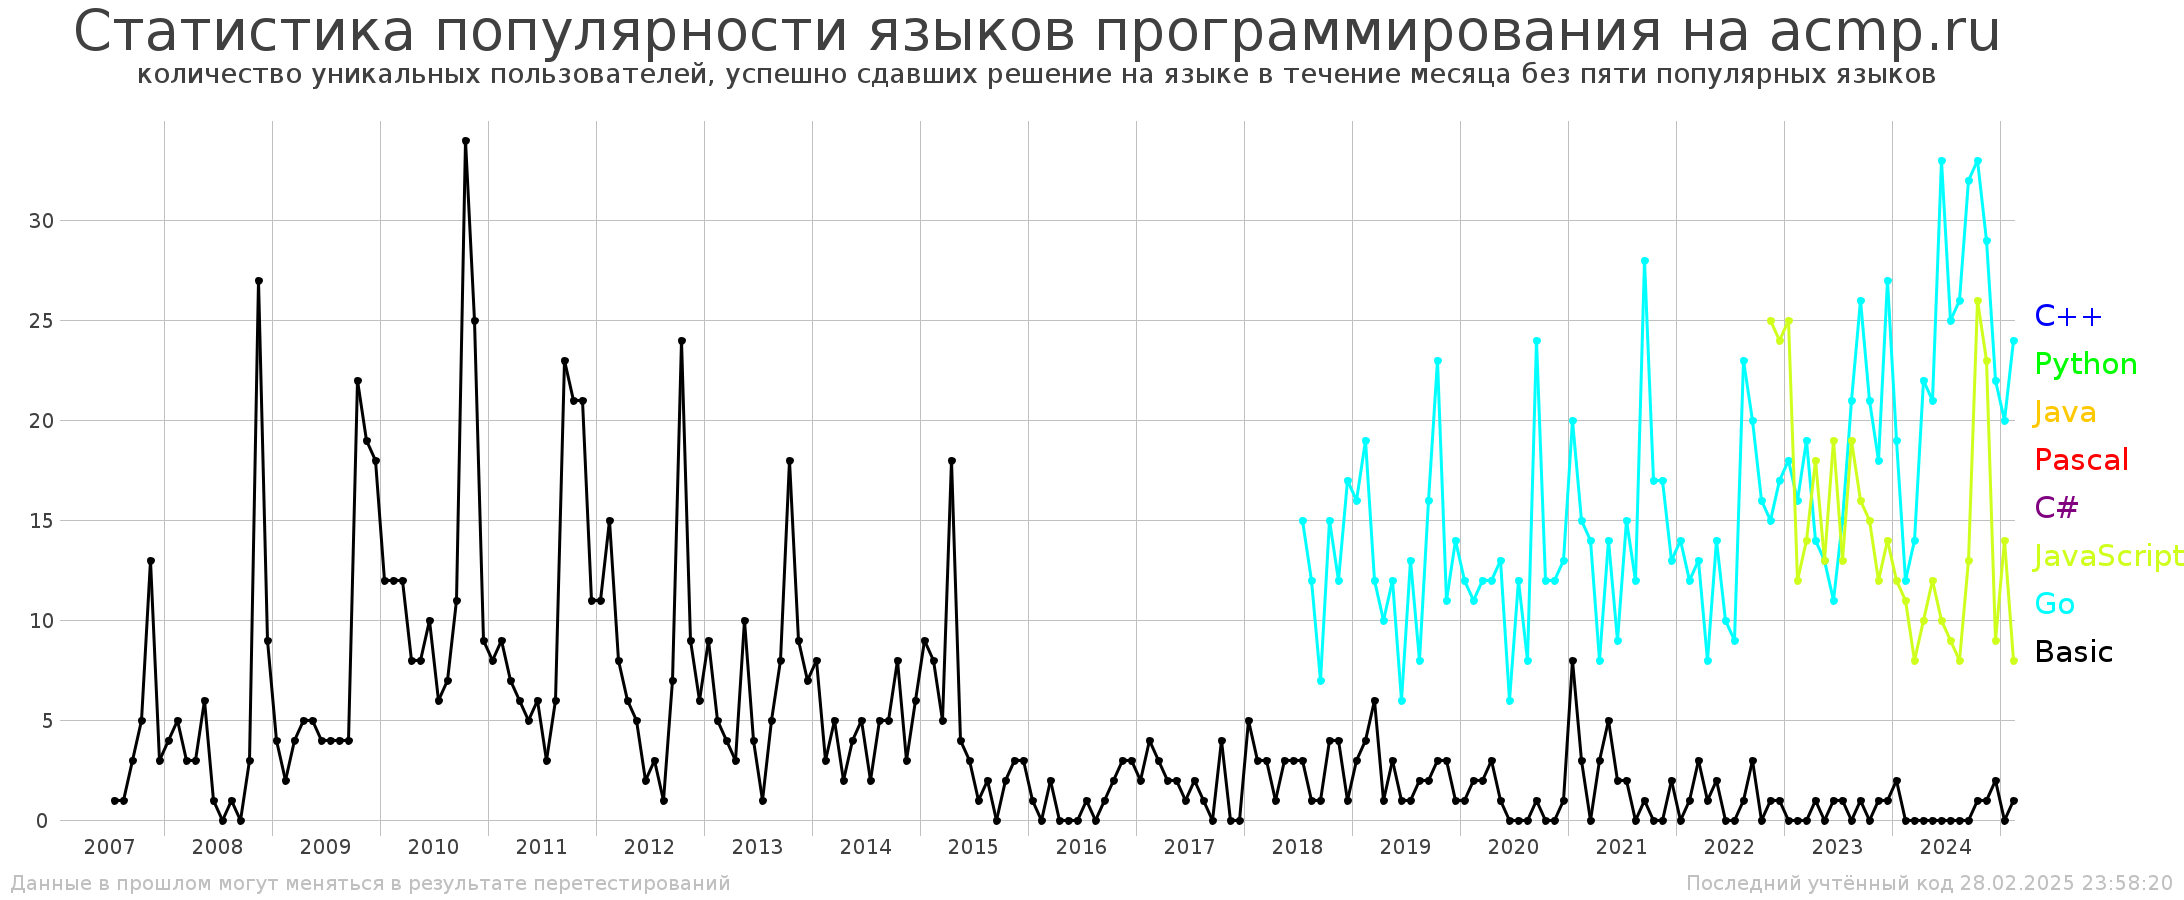 Статистика популярности языков программирования на acmp.ru
количество уникальных пользователей, успешно сдавших решение на языке в течение месяца без пяти популярных языков
30
25
20
15
10
5
0
2007 2008 2009 2010 2011 2012 2013 2014 2015 2016 2017 2018 2019 2020 2021 2022 2023 2024
C++
Python
Java
Pascal
C#
JavaScript
Go
Basic
Данные в прошлом могут меняться в результате перетестирований
Последний учтённый код 28.02.2025 23:58:20